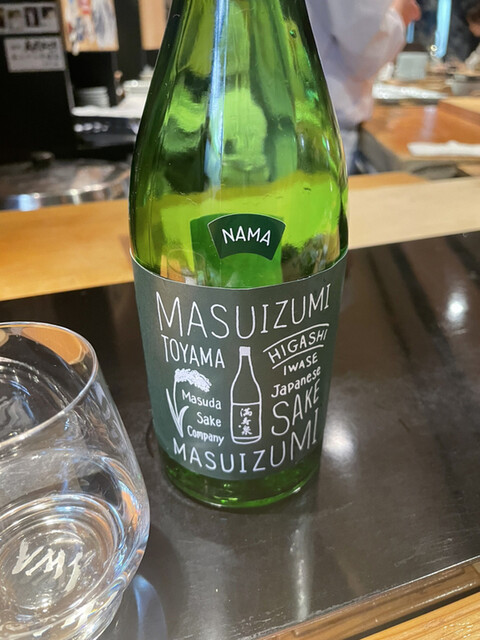 NAMA
MASUIZUMI
TOYAMA
HIGASHI
IWASE
Japanese
SAKE
Masuda
Sake
Company
満寿泉
MASUIZUMI